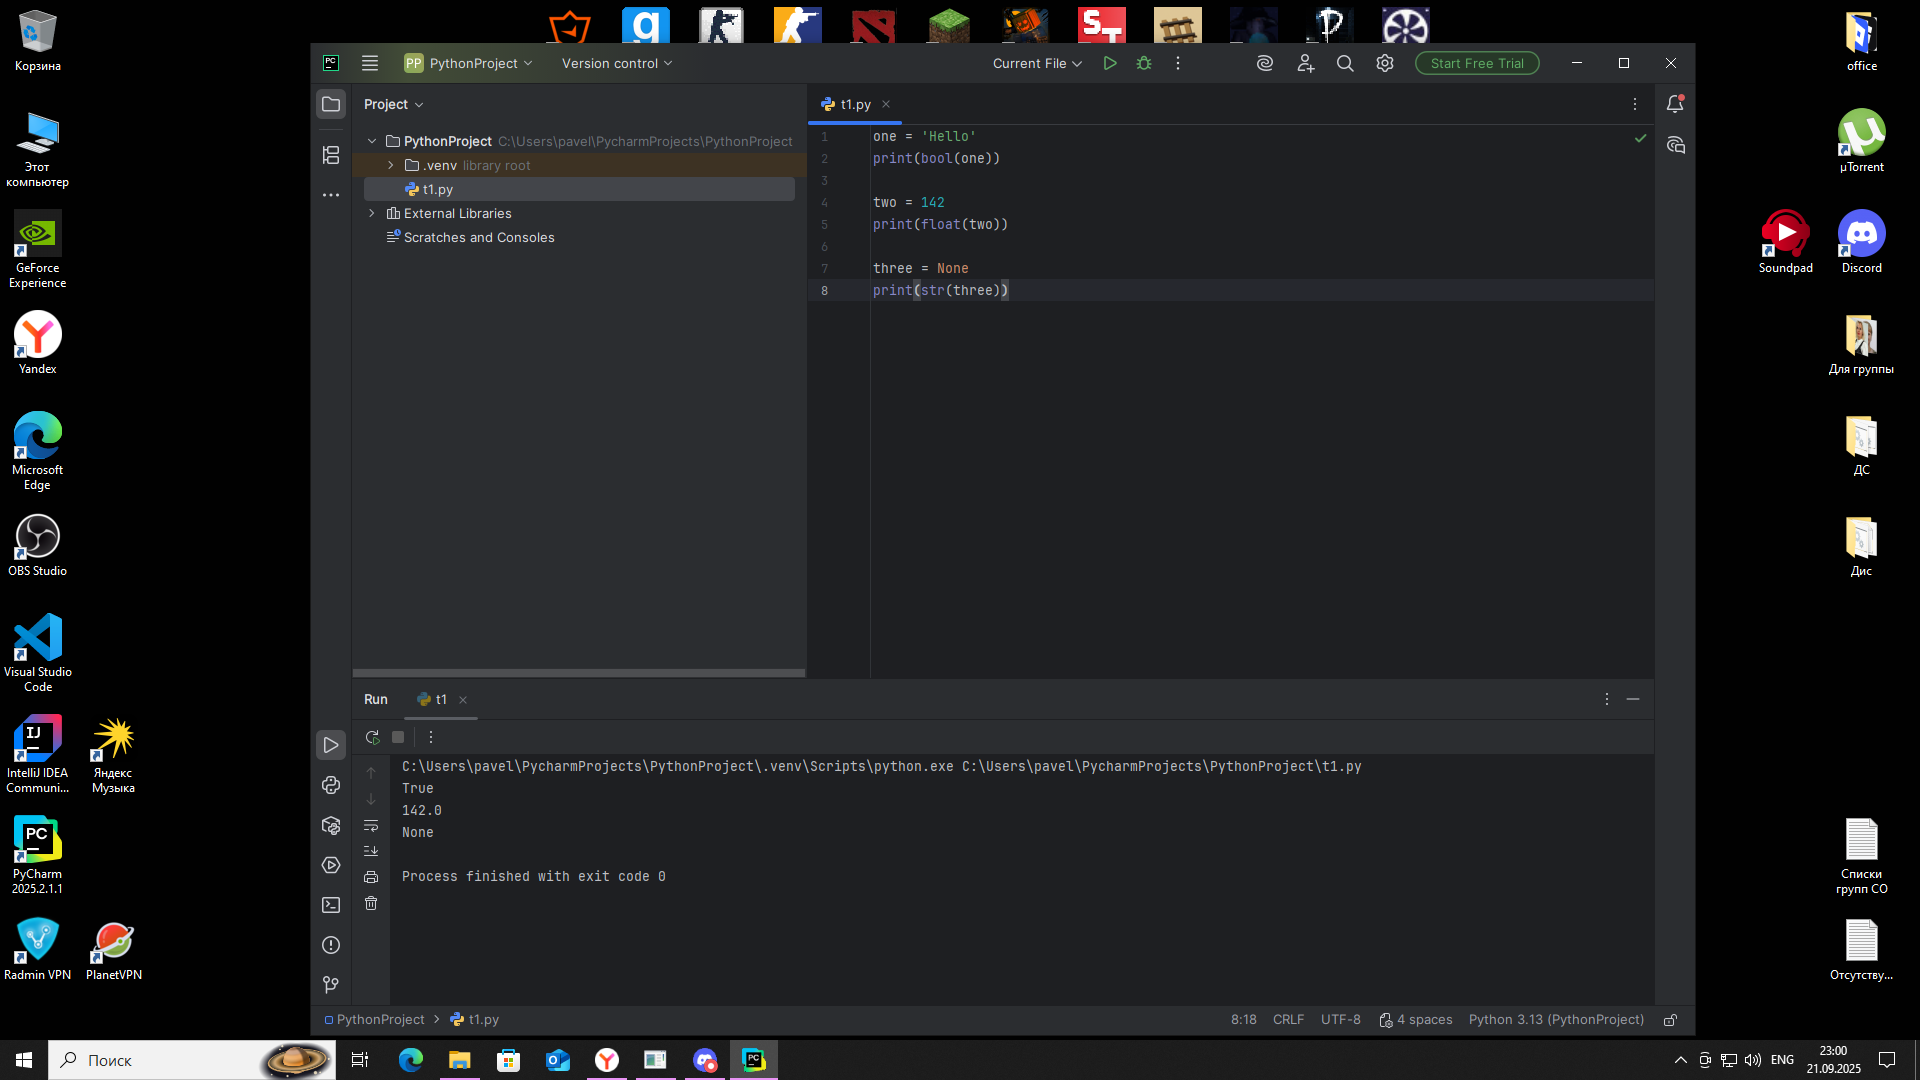 Корзина
Этот
компьютер
GeForce
Experience
Yandex
Microsoft
Edge
OBS Studio
Visual Studio
Code
IntelliJ IDEA
Communi...
Яндекс
Музыка
PyCharm
2025.2.1.1
Radmin VPN
PlanetVPN
PC
PP PythonProject
Version control
Current File
Start Free Trial
Project
PythonProject C:\Users\pavel\PycharmProjects\PythonProject
.venv library root
t1.py
External Libraries
Scratches and Consoles
t1.py
1 one = 'Hello'
2 print(bool(one))
3
4 two = 142
5 print(float(two))
6
7 three = None
8 print(str(three))
Run t1
C:\Users\pavel\PycharmProjects\PythonProject\.venv\Scripts\python.exe C:\Users\pavel\PycharmProjects\PythonProject\t1.py
True
142.0
None
Process finished with exit code 0
PythonProject > t1.py
8:18 CRLF UTF-8 4 spaces Python 3.13 (PythonProject)
office
µTorrent
Soundpad
Discord
Для группы
ДС
Дис
Списки
групп СО
Отсутству...
Поиск
ENG
23:00
21.09.2025